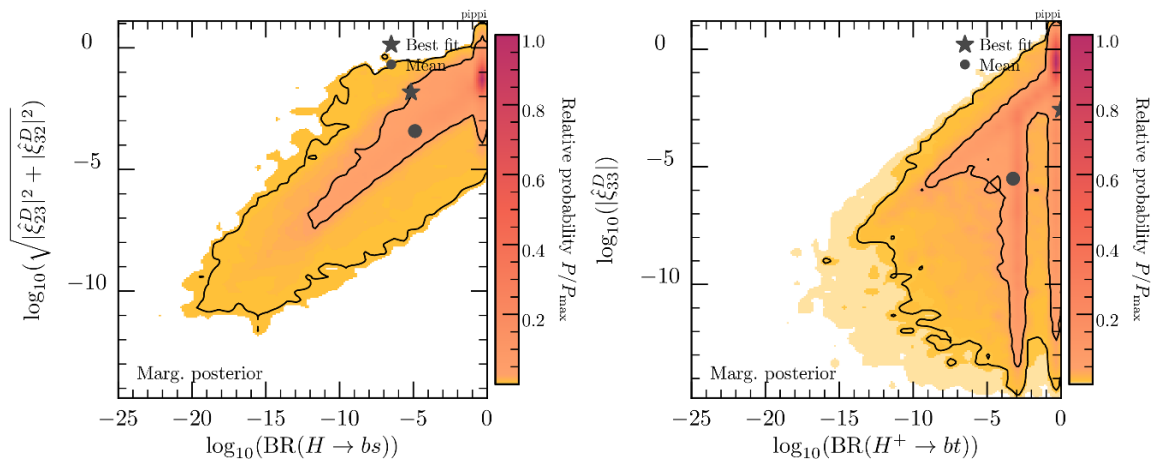 pippi
0
−5
−10
log₁₀(√|ξ̂ᴰ₂₃|² + |ξ̂ᴰ₃₂|²)
Best fit
Mean
Marg. posterior
−25 −20 −15 −10 −5 0
log₁₀(BR(H → bs))
1.0
0.8
0.6
0.4
0.2
Relative probability P/Pmax
pippi
0
−5
−10
log₁₀(|ξ̂ᴰ₃₃|)
Best fit
Mean
Marg. posterior
−25 −20 −15 −10 −5 0
log₁₀(BR(H⁺ → bt))
1.0
0.8
0.6
0.4
0.2
Relative probability P/Pmax